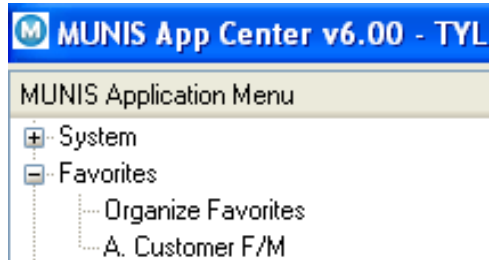 MUNIS App Center v6.00 - TYL
MUNIS Application Menu
System
Favorites
Organize Favorites
A. Customer F/M